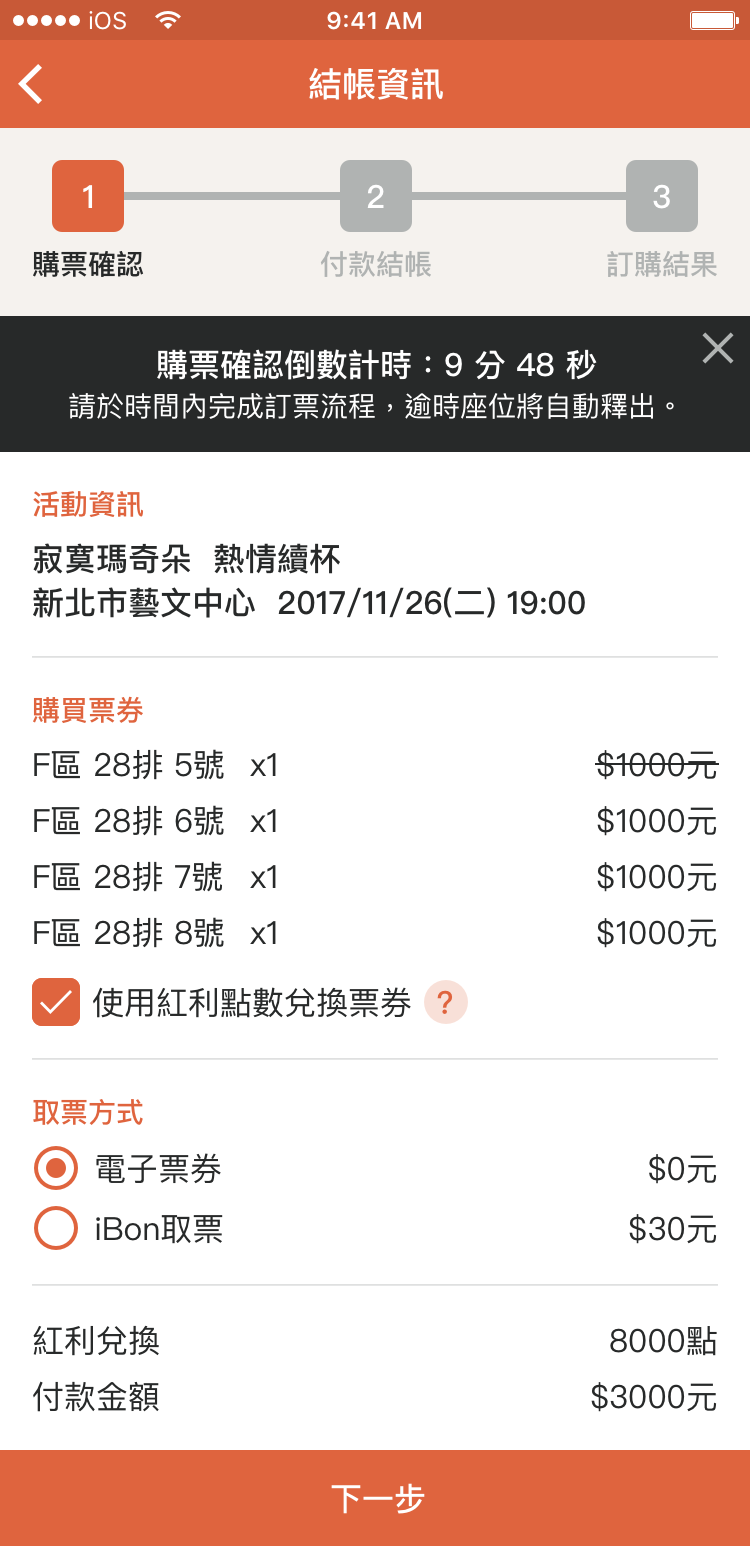 iOS 9:41 AM
結帳資訊
1 2 3
購票確認 付款結帳 訂購結果
購票確認倒數計時：9 分 48 秒
請於時間內完成訂票流程，逾時座位將自動釋出。
活動資訊
寂寞瑪奇朵 熱情續杯
新北市藝文中心 2017/11/26(二) 19:00
購買票券
F區 28排 5號 x1 $1000元
F區 28排 6號 x1 $1000元
F區 28排 7號 x1 $1000元
F區 28排 8號 x1 $1000元
使用紅利點數兌換票券 ?
取票方式
電子票券 $0元
iBon取票 $30元
紅利兌換 8000點
付款金額 $3000元
下一步